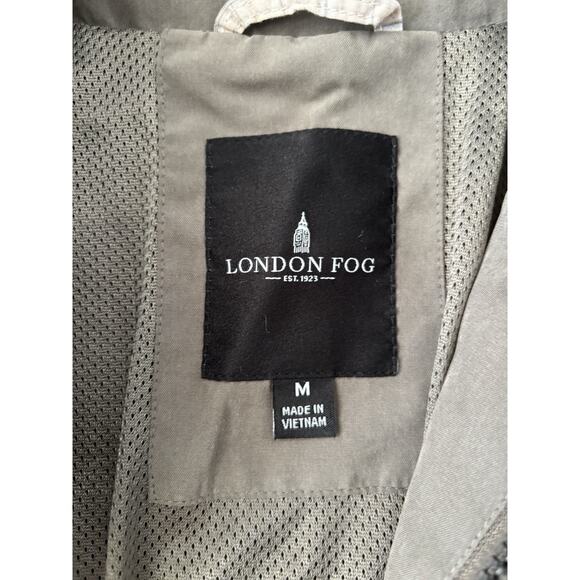 LONDON FOG
EST. 1923
M
MADE IN
VIETNAM